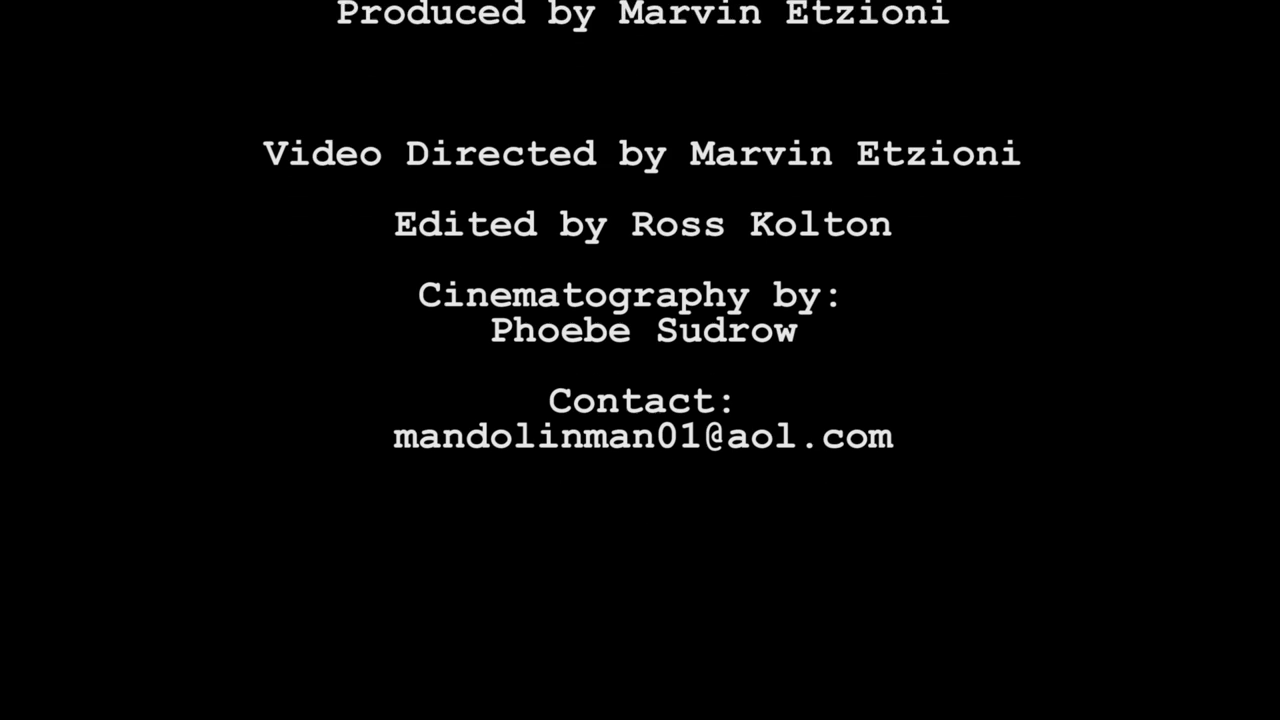 Produced by Marvin Etzioni
Video Directed by Marvin Etzioni
Edited by Ross Kolton
Cinematography by:
Phoebe Sudrow
Contact:
mandolinman01@aol.com